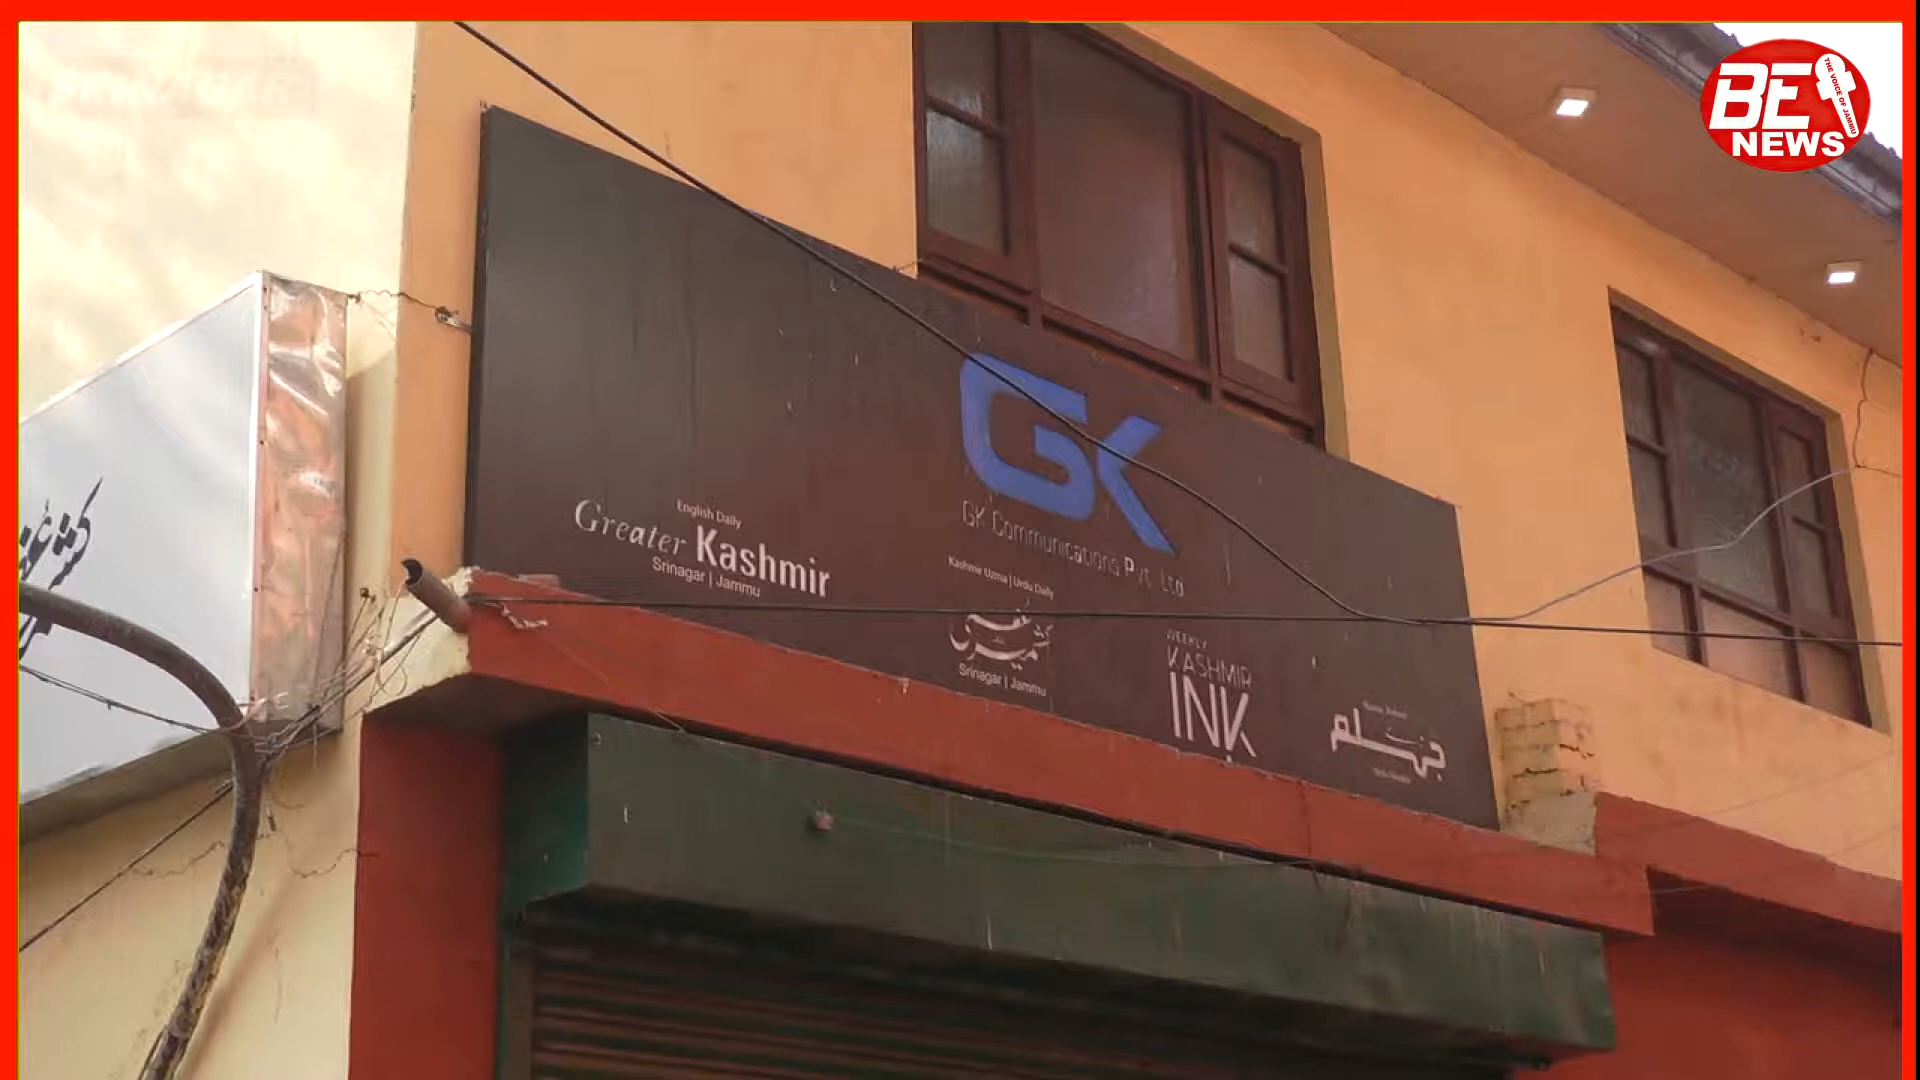 BE
NEWS
THE VOICE OF JAMMU
GK
GK Communications Pvt. Ltd
English Daily
Greater Kashmir
Srinagar | Jammu
Kashmir Uzma | Urdu Daily
کشمیر عظمیٰ
Srinagar | Jammu
WEEKLY
KASHMIR
INK
جہلم